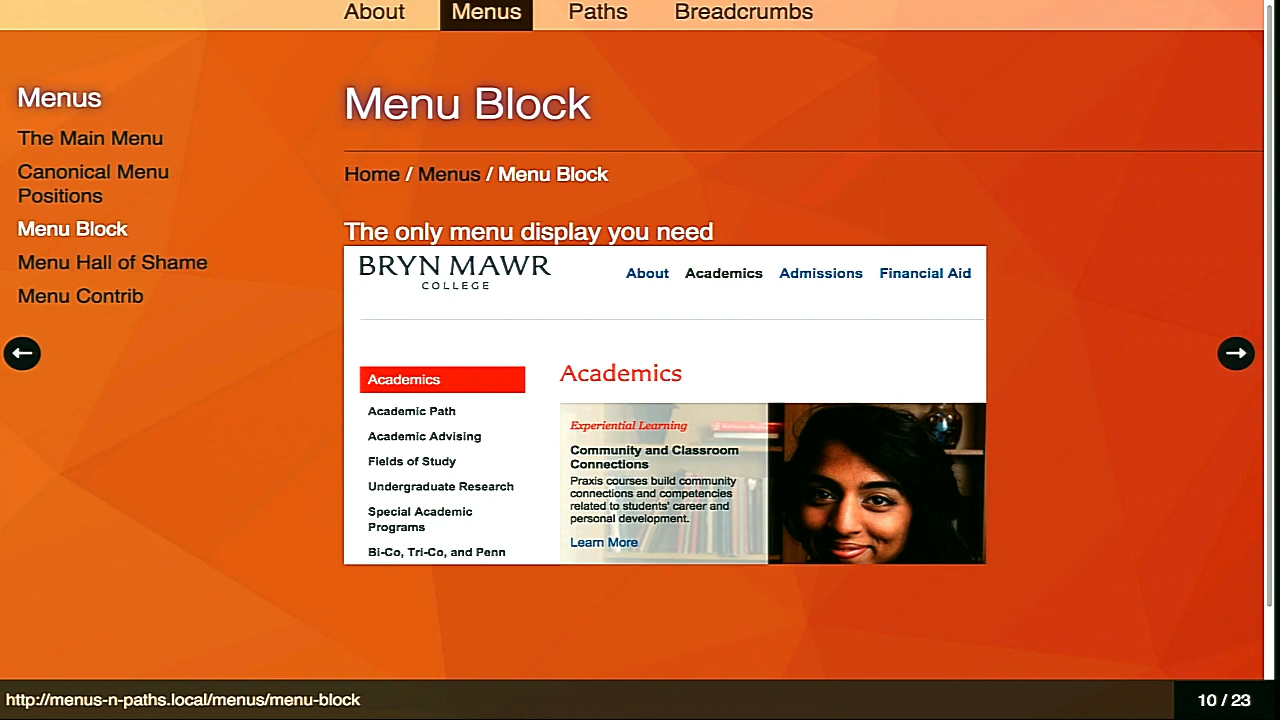 About Menus Paths Breadcrumbs
Menus
The Main Menu
Canonical Menu
Positions
Menu Block
Menu Hall of Shame
Menu Contrib
Menu Block
Home / Menus / Menu Block
The only menu display you need
BRYN MAWR
COLLEGE
About Academics Admissions Financial Aid
Academics
Academic Path
Academic Advising
Fields of Study
Undergraduate Research
Special Academic
Programs
Bi-Co, Tri-Co, and Penn
Academics
Experiential Learning
Community and Classroom
Connections
Praxis courses build community
connections and competencies
related to students' career and
personal development.
Learn More
http://menus-n-paths.local/menus/menu-block
10 / 23